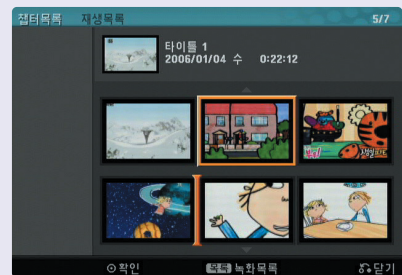 챕터목록 재생목록 5/7
타이틀 1
2006/01/04 수 0:22:12
확인 목록 녹화목록 닫기